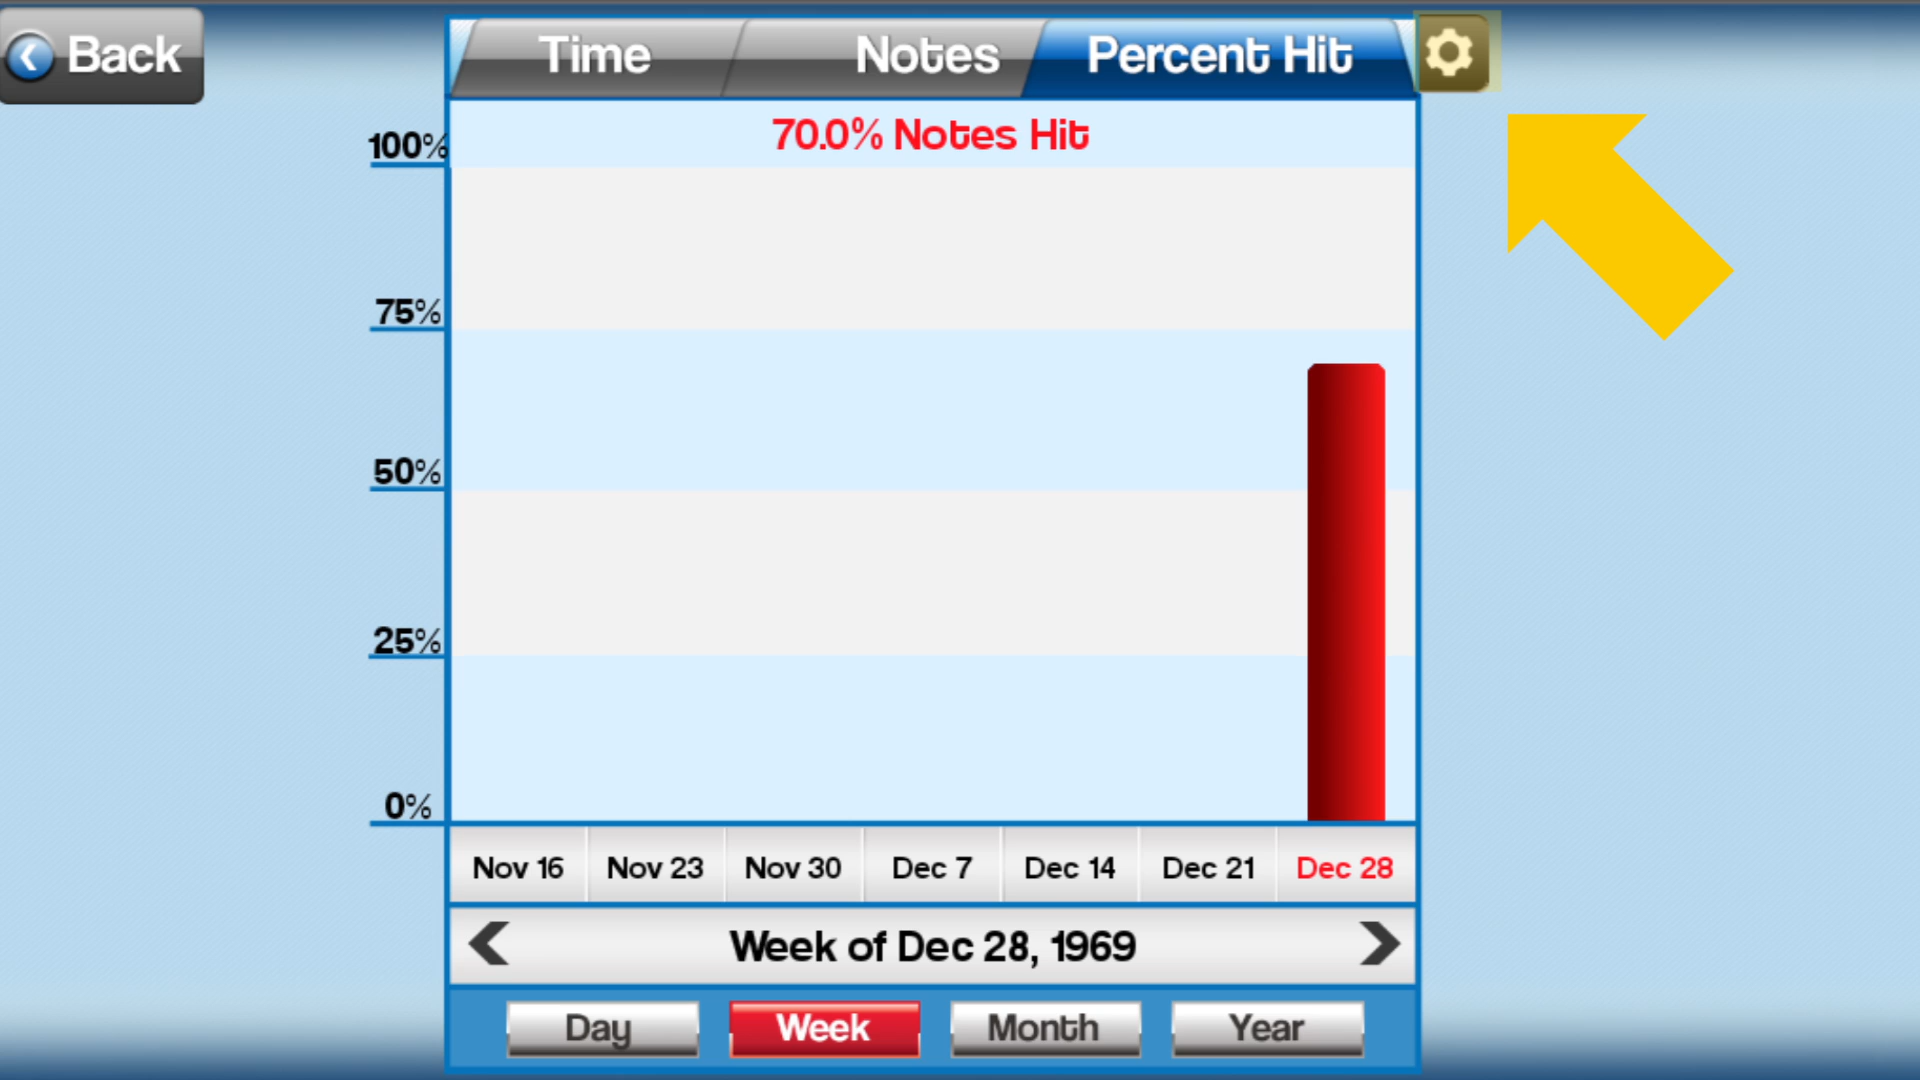 Back
Time
Notes
Percent Hit
70.0% Notes Hit
100%
75%
50%
25%
0%
Nov 16
Nov 23
Nov 30
Dec 7
Dec 14
Dec 21
Dec 28
Week of Dec 28, 1969
Day
Week
Month
Year